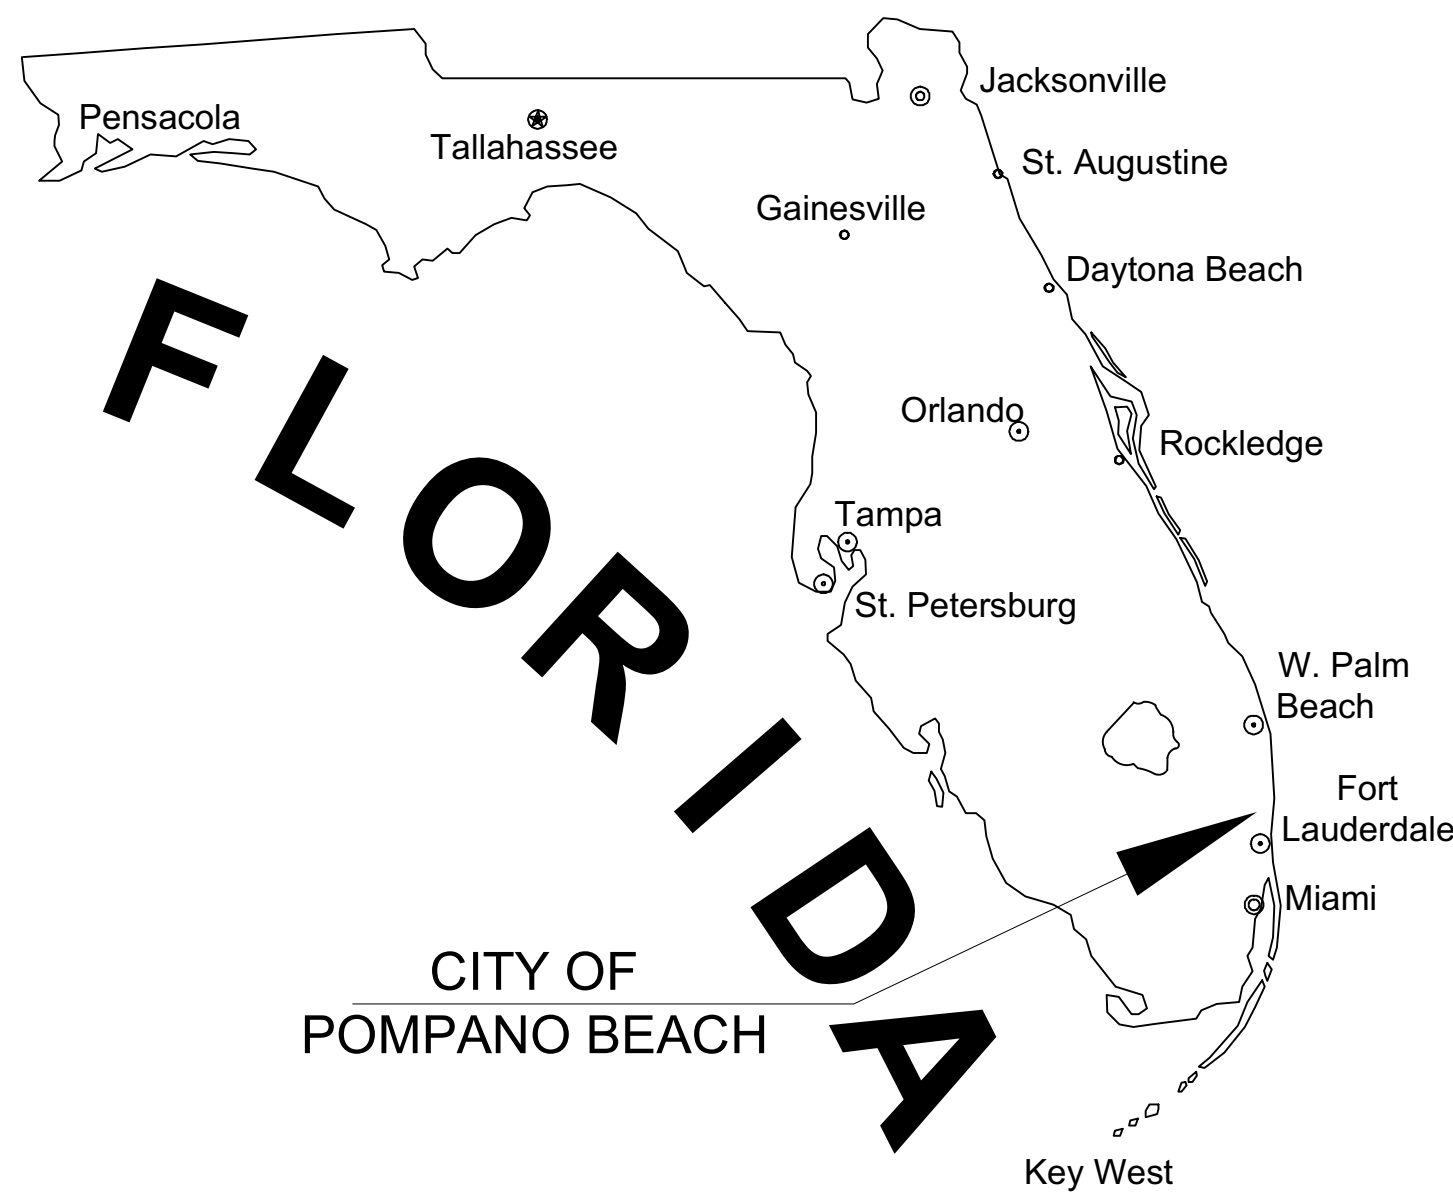 Jacksonville
Pensacola
Tallahassee
St. Augustine
Gainesville
Daytona Beach
FLORIDA
Orlando
Rockledge
Tampa
St. Petersburg
W. Palm
Beach
Fort
Lauderdale
Miami
CITY OF
POMPANO BEACH
Key West